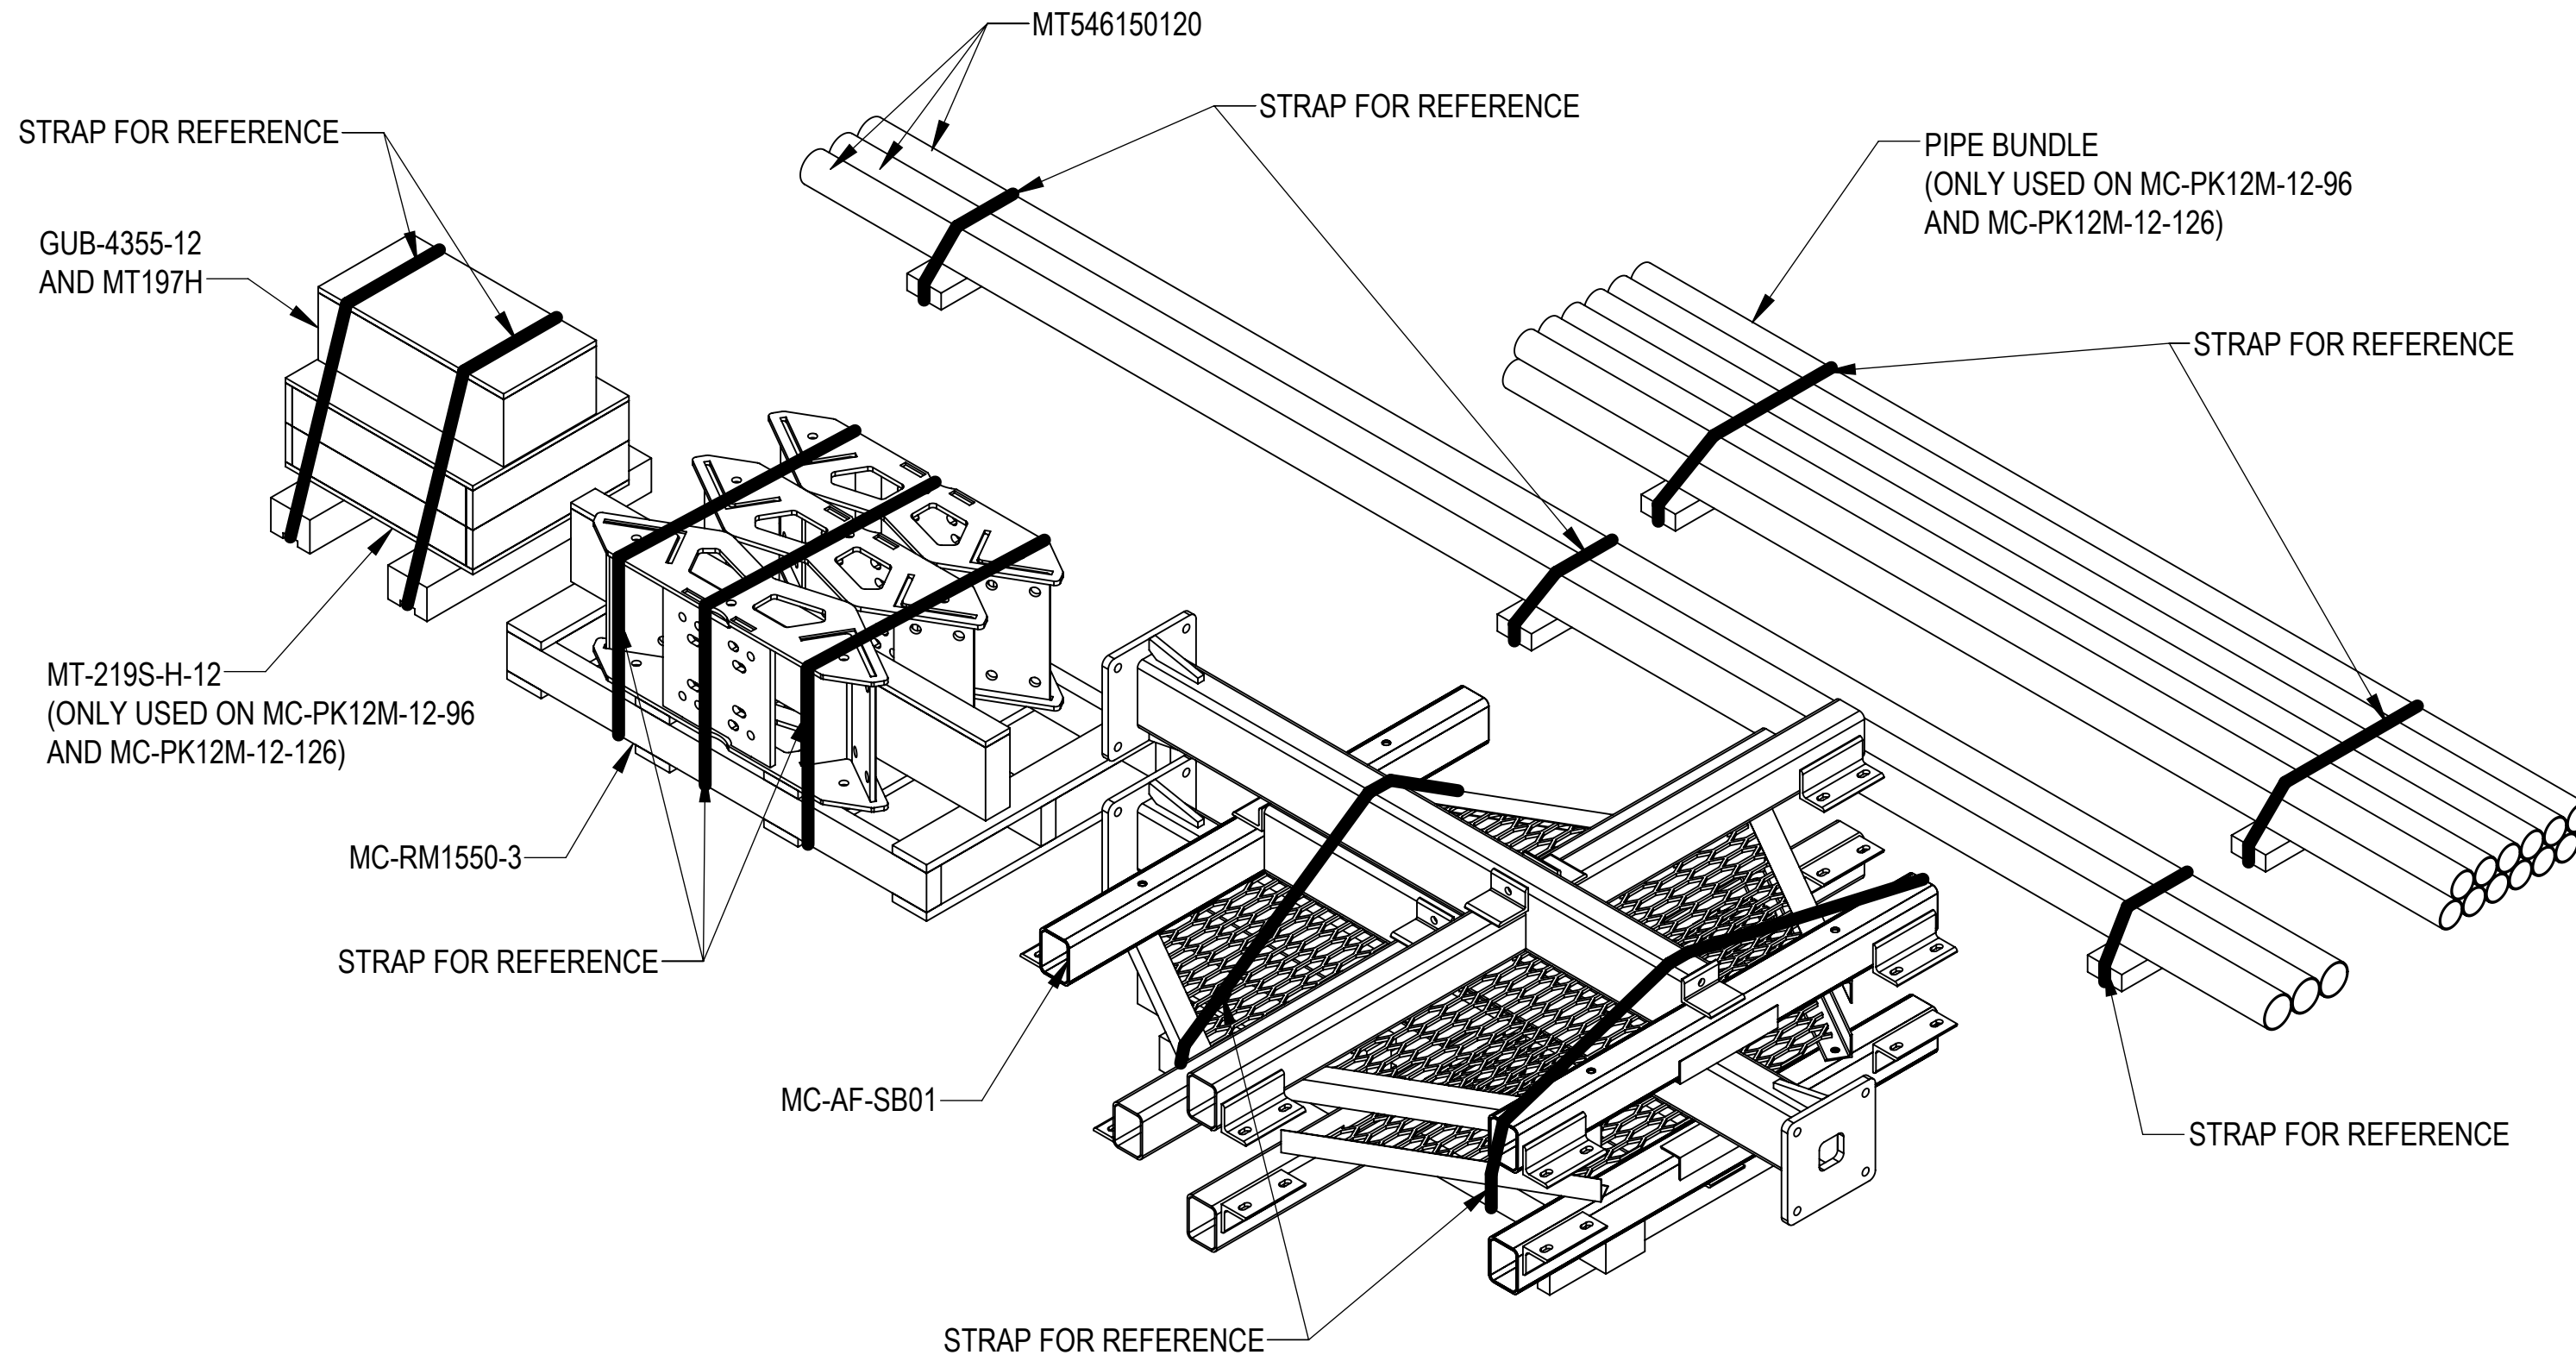 MT546150120
STRAP FOR REFERENCE
STRAP FOR REFERENCE
PIPE BUNDLE
(ONLY USED ON MC-PK12M-12-96
AND MC-PK12M-12-126)
GUB-4355-12
AND MT197H
STRAP FOR REFERENCE
MT-219S-H-12
(ONLY USED ON MC-PK12M-12-96
AND MC-PK12M-12-126)
MC-RM1550-3
STRAP FOR REFERENCE
MC-AF-SB01
STRAP FOR REFERENCE
STRAP FOR REFERENCE